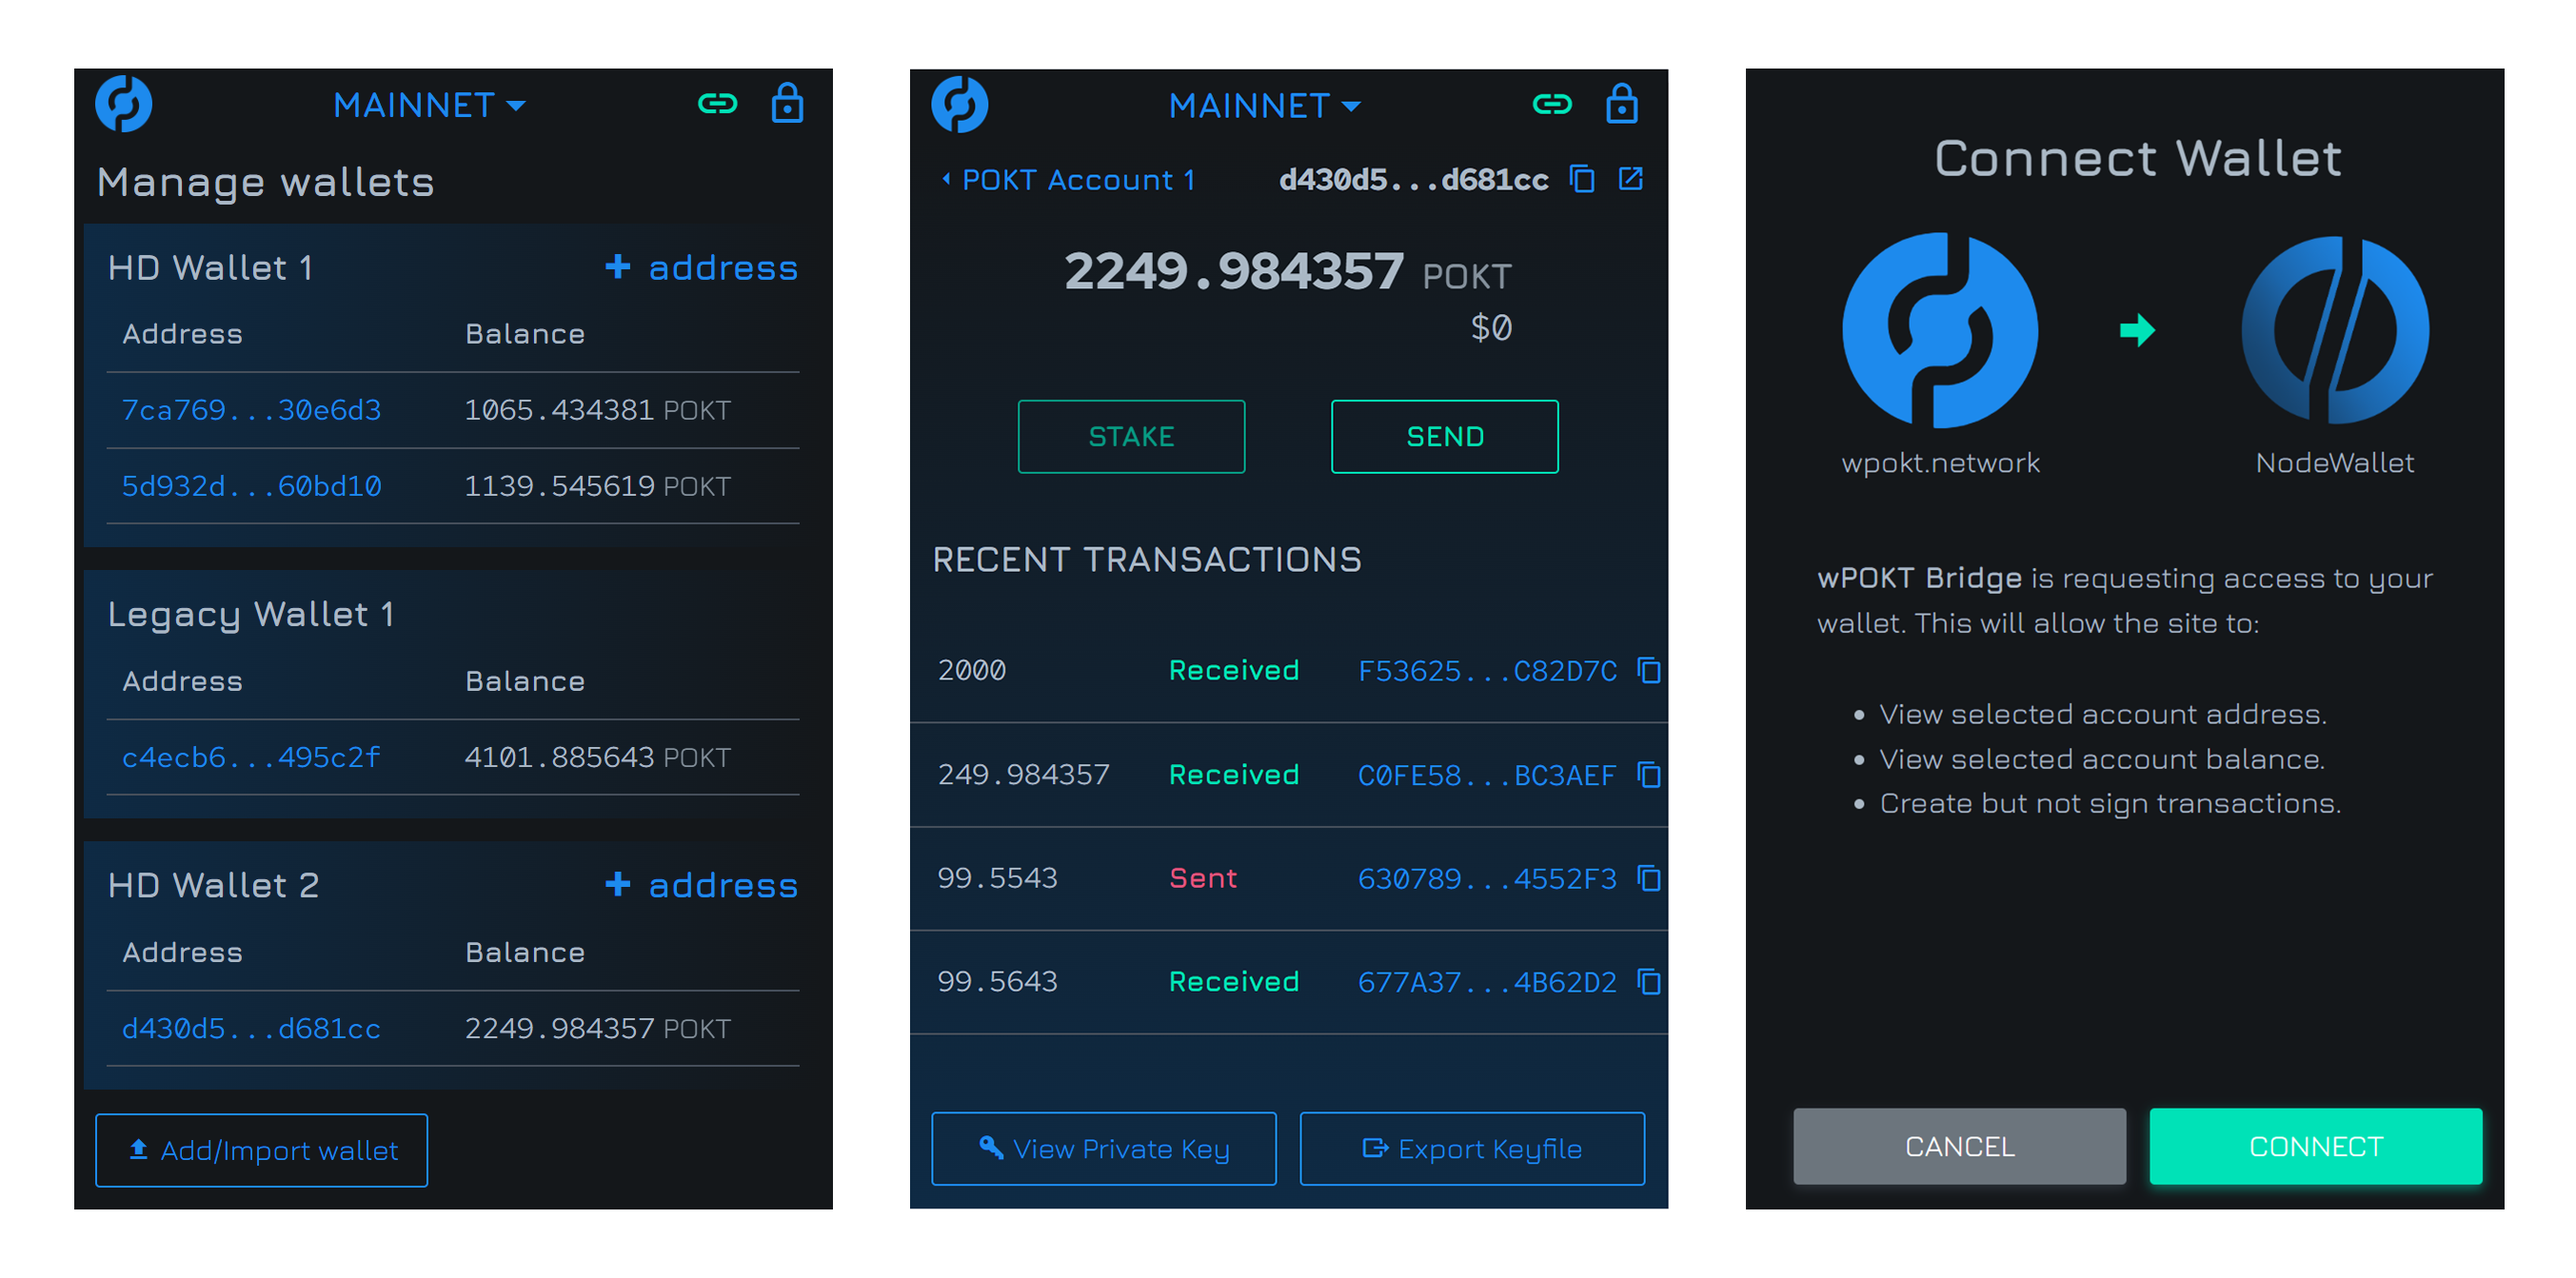 MAINNET
Manage wallets
HD Wallet 1 + address
Address Balance
7ca769...30e6d3 1065.434381 POKT
5d932d...60bd10 1139.545619 POKT
Legacy Wallet 1
Address Balance
c4ecb6...495c2f 4101.885643 POKT
HD Wallet 2 + address
Address Balance
d430d5...d681cc 2249.984357 POKT
Add/Import wallet
MAINNET
POKT Account 1 d430d5...d681cc
2249.984357 POKT
$0
STAKE SEND
RECENT TRANSACTIONS
2000 Received F53625...C82D7C
249.984357 Received C0FE58...BC3AEF
99.5543 Sent 630789...4552F3
99.5643 Received 677A37...4B62D2
View Private Key Export Keyfile
Connect Wallet
wpokt.network NodeWallet
wPOKT Bridge is requesting access to your
wallet. This will allow the site to:
• View selected account address.
• View selected account balance.
• Create but not sign transactions.
CANCEL CONNECT